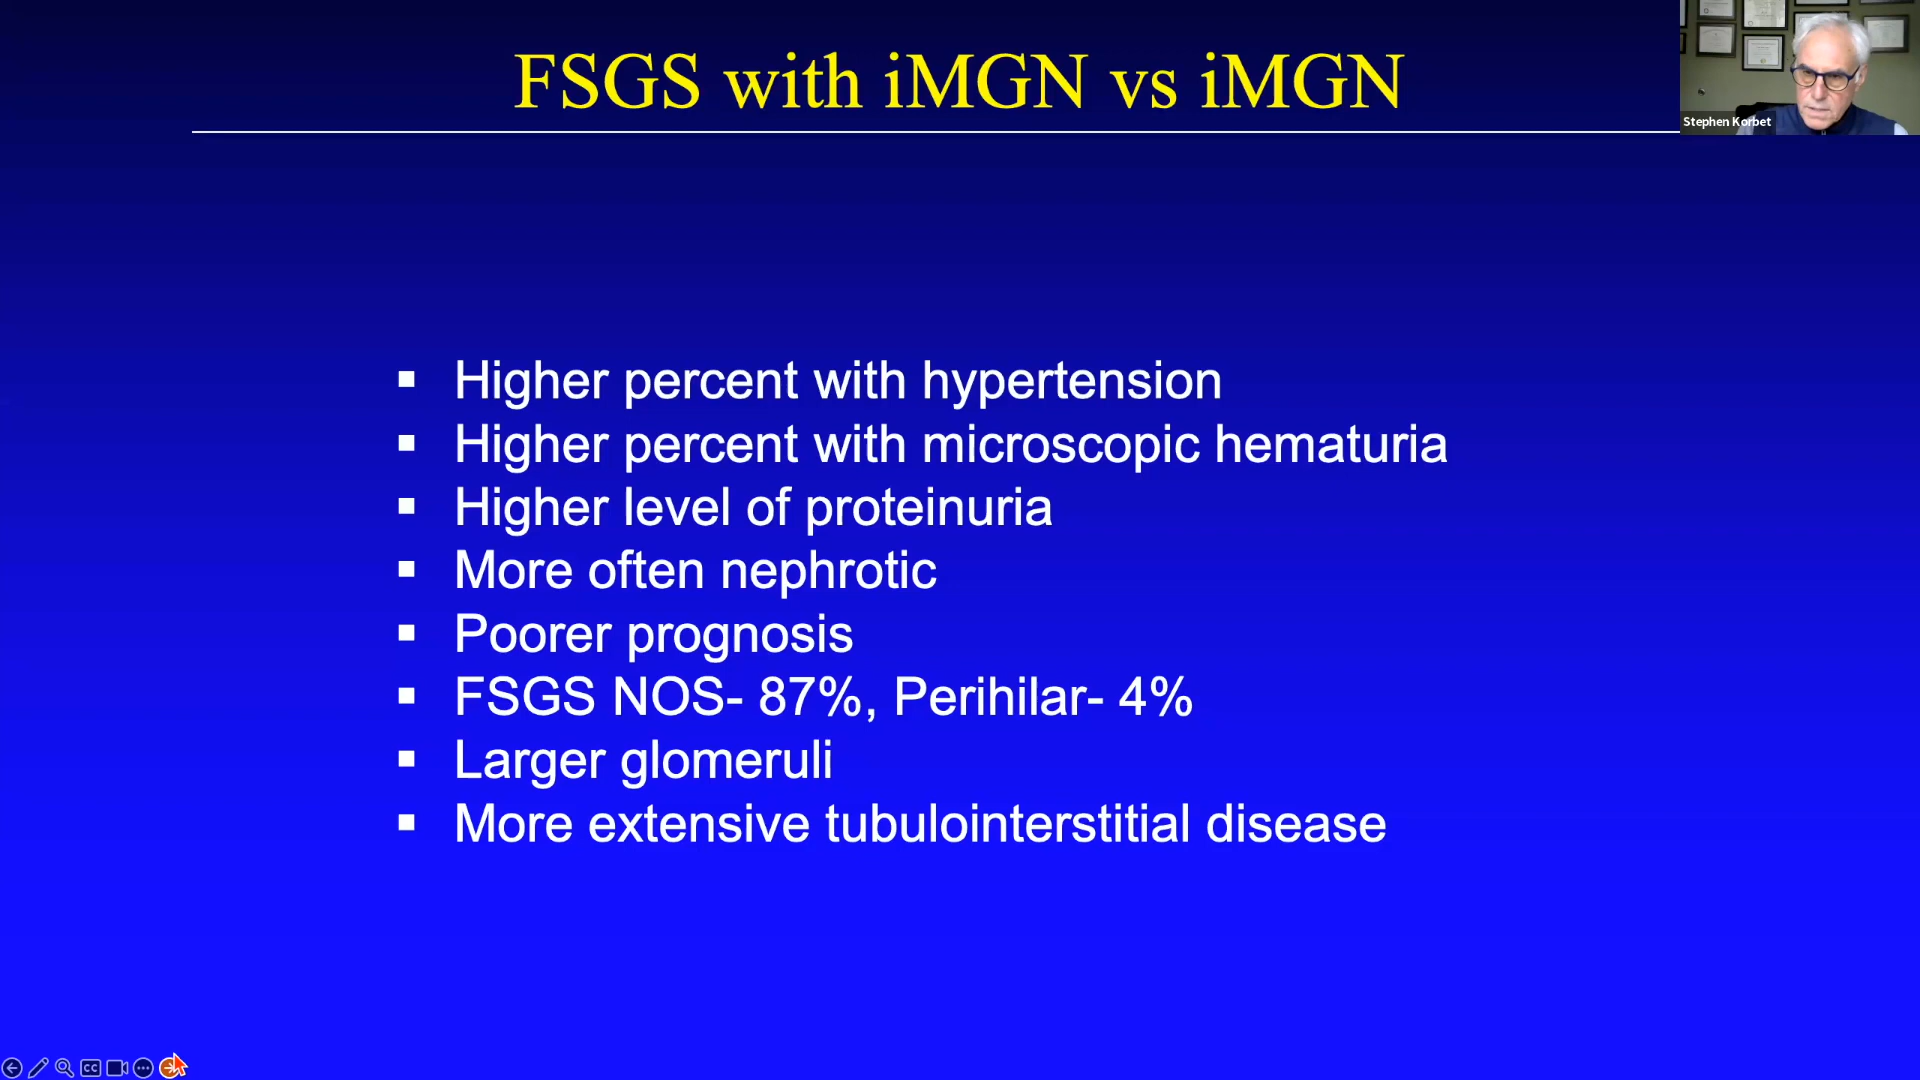 FSGS with iMGN vs iMGN
Stephen Korbet
▪ Higher percent with hypertension
▪ Higher percent with microscopic hematuria
▪ Higher level of proteinuria
▪ More often nephrotic
▪ Poorer prognosis
▪ FSGS NOS- 87%, Perihilar- 4%
▪ Larger glomeruli
▪ More extensive tubulointerstitial disease
CC